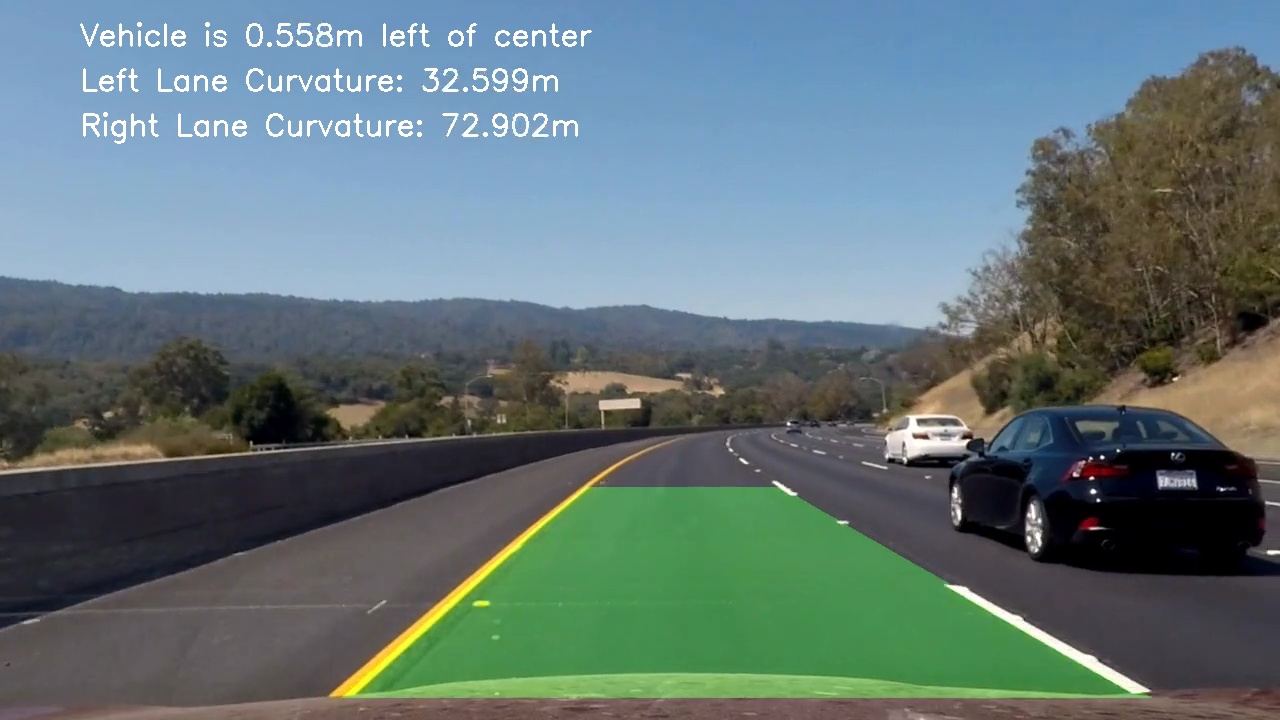 Vehicle is 0.558m left of center
Left Lane Curvature: 32.599m
Right Lane Curvature: 72.902m